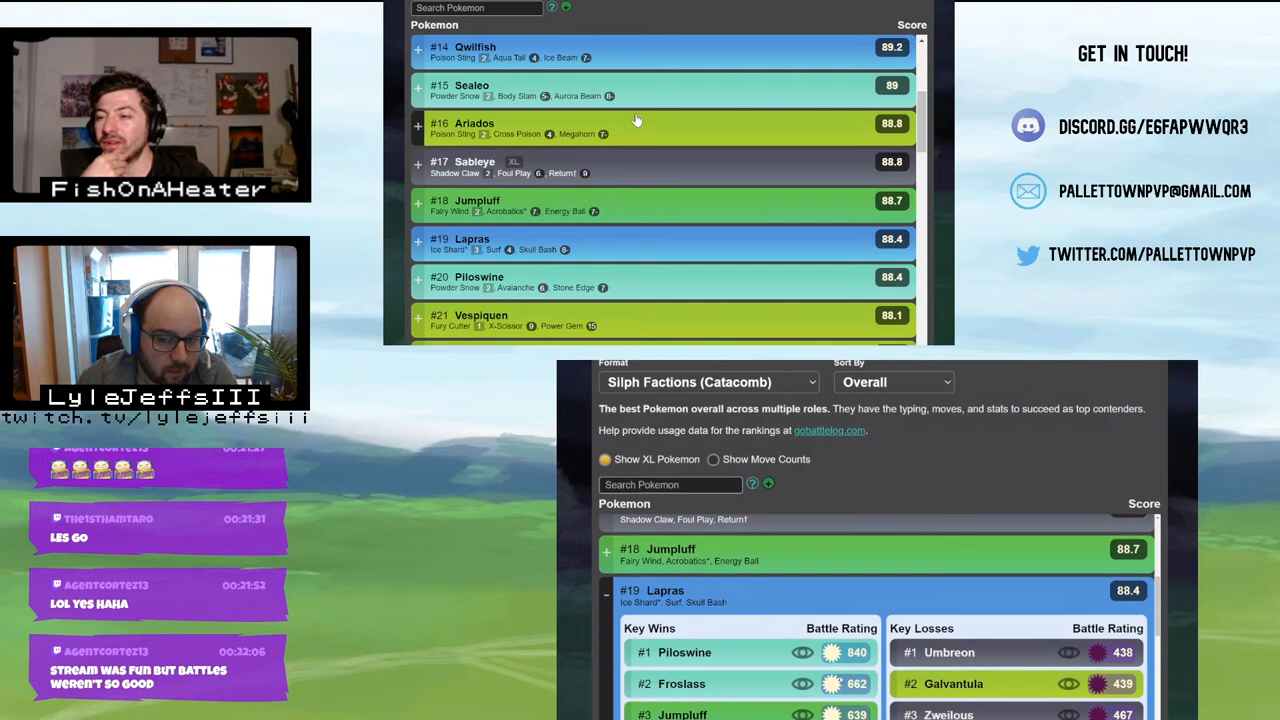 FishOnAHeater
LyleJeffsIII
twitch.tv/lylejeffsiii
AGENTCORTEZ13 00:21:27
THE1STHAMTARO 00:21:31
LES GO
AGENTCORTEZ13 00:21:52
LOL YES HAHA
AGENTCORTEZ13 00:22:06
STREAM WAS FUN BUT BATTLES
WEREN'T SO GOOD
Search Pokemon ?
Pokemon Score
#14 Qwilfish 89.2
Poison Sting 2, Aqua Tail 4, Ice Beam 7-
#15 Sealeo 89
Powder Snow 2, Body Slam 5-, Aurora Beam 8-
#16 Ariados 88.8
Poison Sting 2, Cross Poison 4, Megahorn 7-
#17 Sableye XL 88.8
Shadow Claw 2, Foul Play 6, Return† 9
#18 Jumpluff 88.7
Fairy Wind 2, Acrobatics* 7-, Energy Ball 7-
#19 Lapras 88.4
Ice Shard* 3, Surf 4, Skull Bash 8-
#20 Piloswine 88.4
Powder Snow 2, Avalanche 6, Stone Edge 7
#21 Vespiquen 88.1
Fury Cutter 1, X-Scissor 9, Power Gem 15
Format Sort By
Silph Factions (Catacomb) Overall
The best Pokemon overall across multiple roles. They have the typing, moves, and stats to succeed as top contenders.
Help provide usage data for the rankings at gobattlelog.com.
Show XL Pokemon Show Move Counts
Search Pokemon ?
Pokemon Score
Shadow Claw, Foul Play, Return†
#18 Jumpluff 88.7
Fairy Wind, Acrobatics*, Energy Ball
#19 Lapras 88.4
Ice Shard*, Surf, Skull Bash
Key Wins Battle Rating Key Losses Battle Rating
#1 Piloswine 840 #1 Umbreon 438
#2 Froslass 662 #2 Galvantula 439
#3 Jumpluff 639 #3 Zweilous 467
GET IN TOUCH!
DISCORD.GG/E6FAPWWQR3
PALLETTOWNPVP@GMAIL.COM
TWITTER.COM/PALLETTOWNPVP